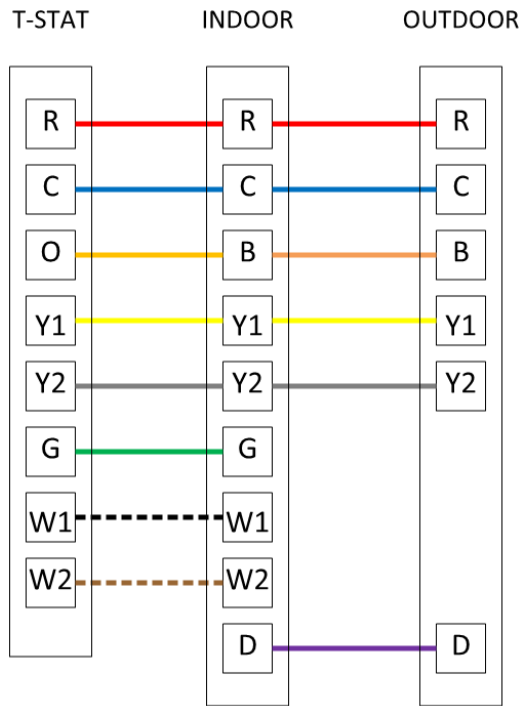 T-STAT INDOOR OUTDOOR
R R R
C C C
O B B
Y1 Y1 Y1
Y2 Y2 Y2
G G
W1 W1
W2 W2
D D